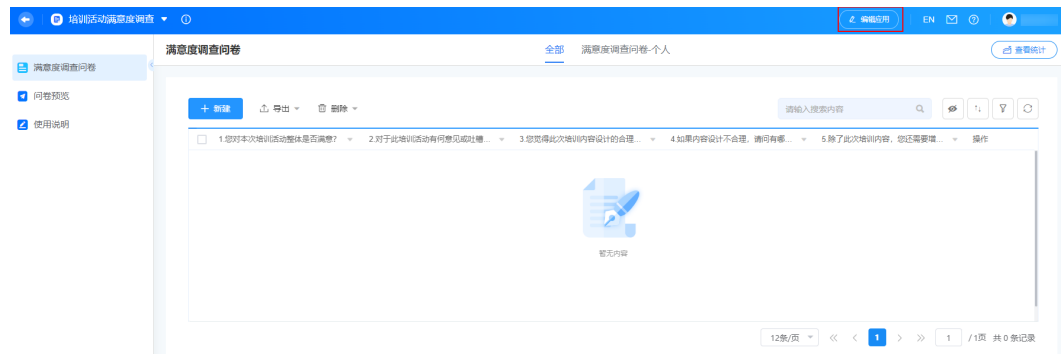 培训活动满意度调查
编辑应用
EN
满意度调查问卷
问卷预览
使用说明
满意度调查问卷
全部
满意度调查问卷-个人
查看统计
新建
导出
删除
请输入搜索内容
1.您对本次培训活动整体是否满意?
2.对于此培训活动有何意见或吐槽...
3.您觉得此次培训内容设计的合理...
4.如果内容设计不合理，请问有哪...
5.除了此次培训内容，您还需要增...
操作
暂无内容
12条/页
1
1
/1页 共0条记录